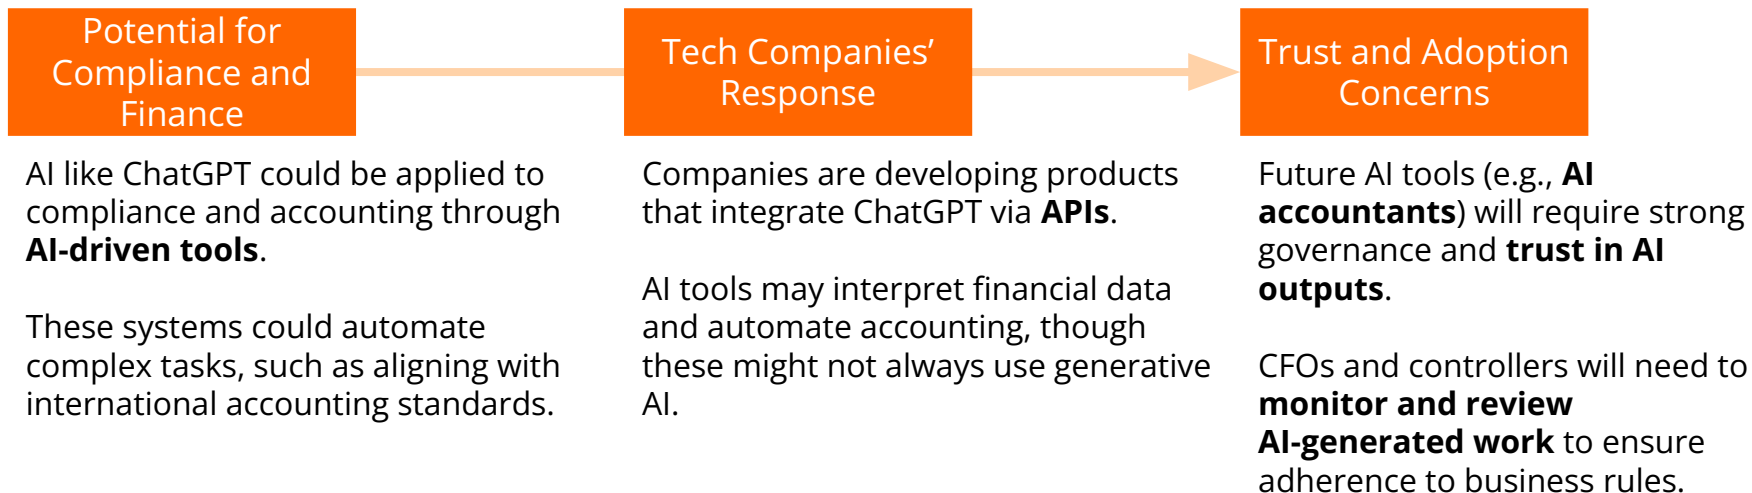 Potential for
Compliance and
Finance
AI like ChatGPT could be applied to
compliance and accounting through
AI-driven tools.
These systems could automate
complex tasks, such as aligning with
international accounting standards.
Tech Companies’
Response
Companies are developing products
that integrate ChatGPT via APIs.
AI tools may interpret financial data
and automate accounting, though
these might not always use generative
AI.
Trust and Adoption
Concerns
Future AI tools (e.g., AI
accountants) will require strong
governance and trust in AI
outputs.
CFOs and controllers will need to
monitor and review
AI-generated work to ensure
adherence to business rules.